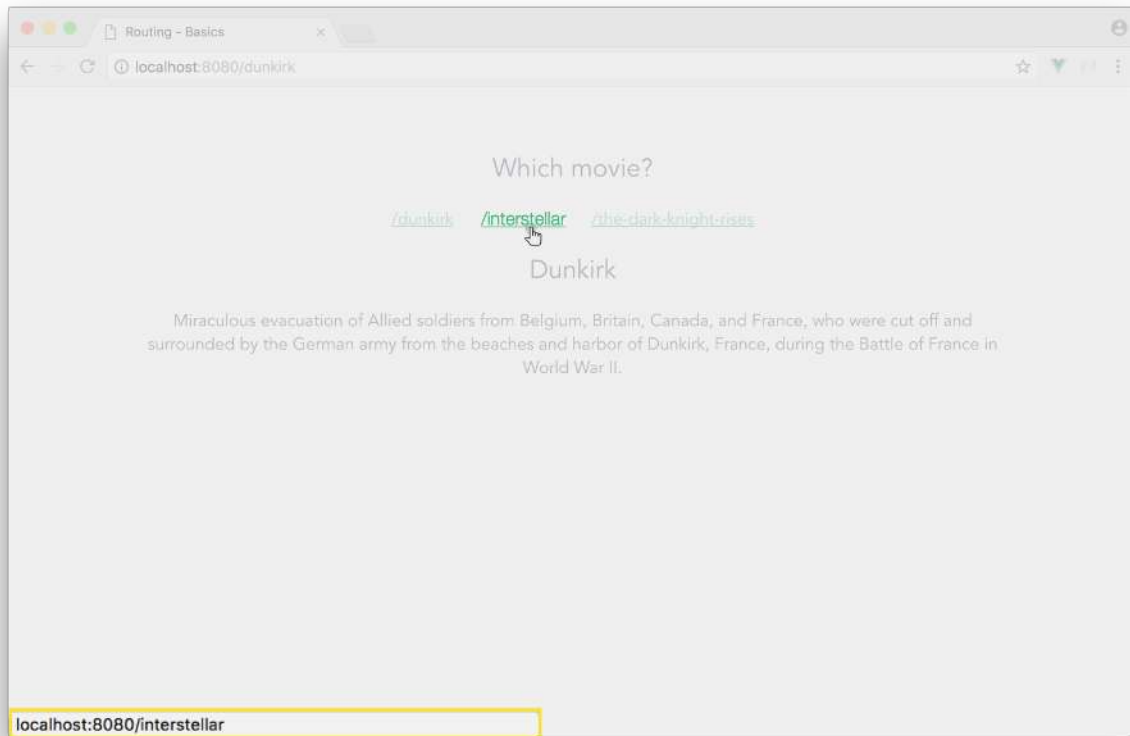 Routing - Basics
localhost:8080/dunkirk
Which movie?
/dunkirk /interstellar /the-dark-knight-rises
Dunkirk
Miraculous evacuation of Allied soldiers from Belgium, Britain, Canada, and France, who were cut off and
surrounded by the German army from the beaches and harbor of Dunkirk, France, during the Battle of France in
World War II.
localhost:8080/interstellar